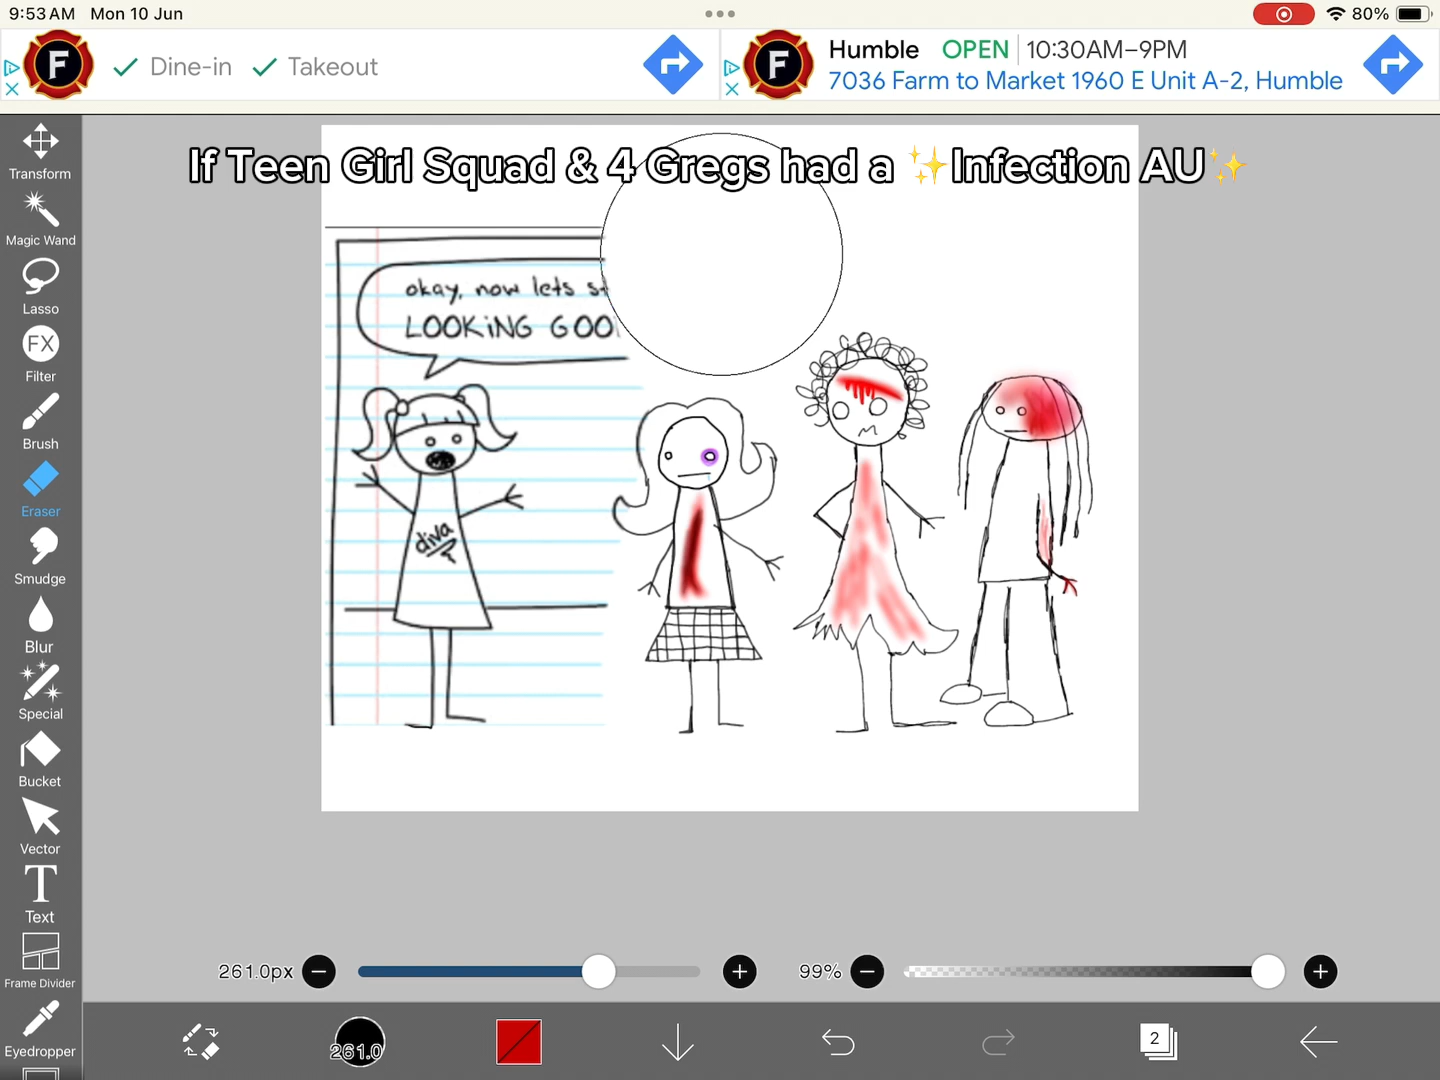 9:53 AM Mon 10 Jun
80%
F
Dine-in
Takeout
F
Humble OPEN 10:30AM–9PM
7036 Farm to Market 1960 E Unit A-2, Humble
If Teen Girl Squad & 4 Gregs had a ✨Infection AU✨
okay, now lets st
LOOKiNG GOO
diva
Transform
Magic Wand
Lasso
FX
Filter
Brush
Eraser
Smudge
Blur
Special
Bucket
Vector
T
Text
Frame Divider
Eyedropper
261.0px
99%
261.0
2